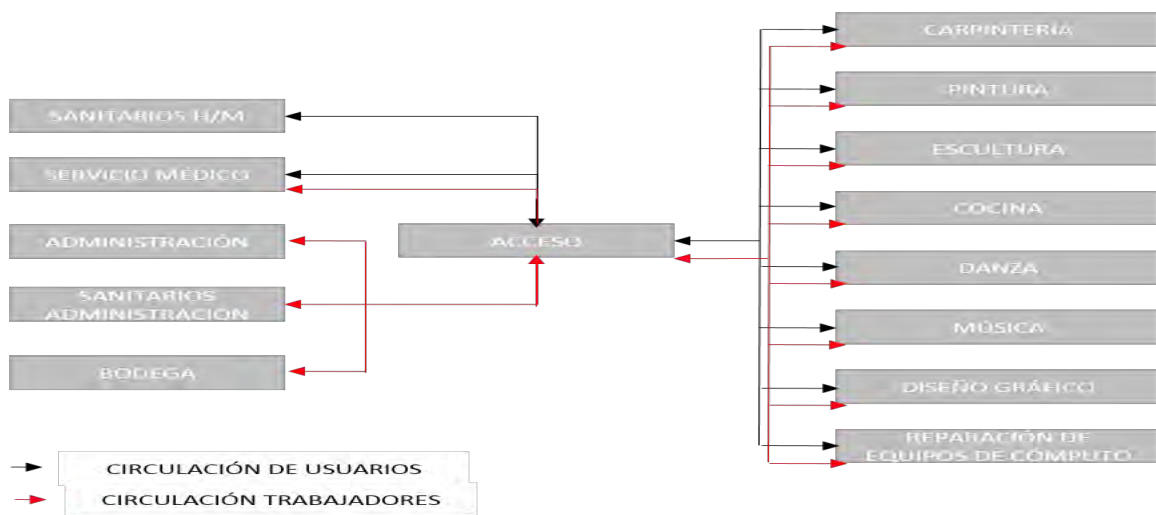 SANITARIOS H/M
SERVICIO MÉDICO
ADMINISTRACIÓN
SANITARIOS
ADMINISTRACIÓN
BODEGA
ACCESO
CARPINTERÍA
PINTURA
ESCULTURA
COCINA
DANZA
MÚSICA
DISEÑO GRÁFICO
REPARACIÓN DE
EQUIPOS DE CÓMPUTO
CIRCULACIÓN DE USUARIOS
CIRCULACIÓN TRABAJADORES